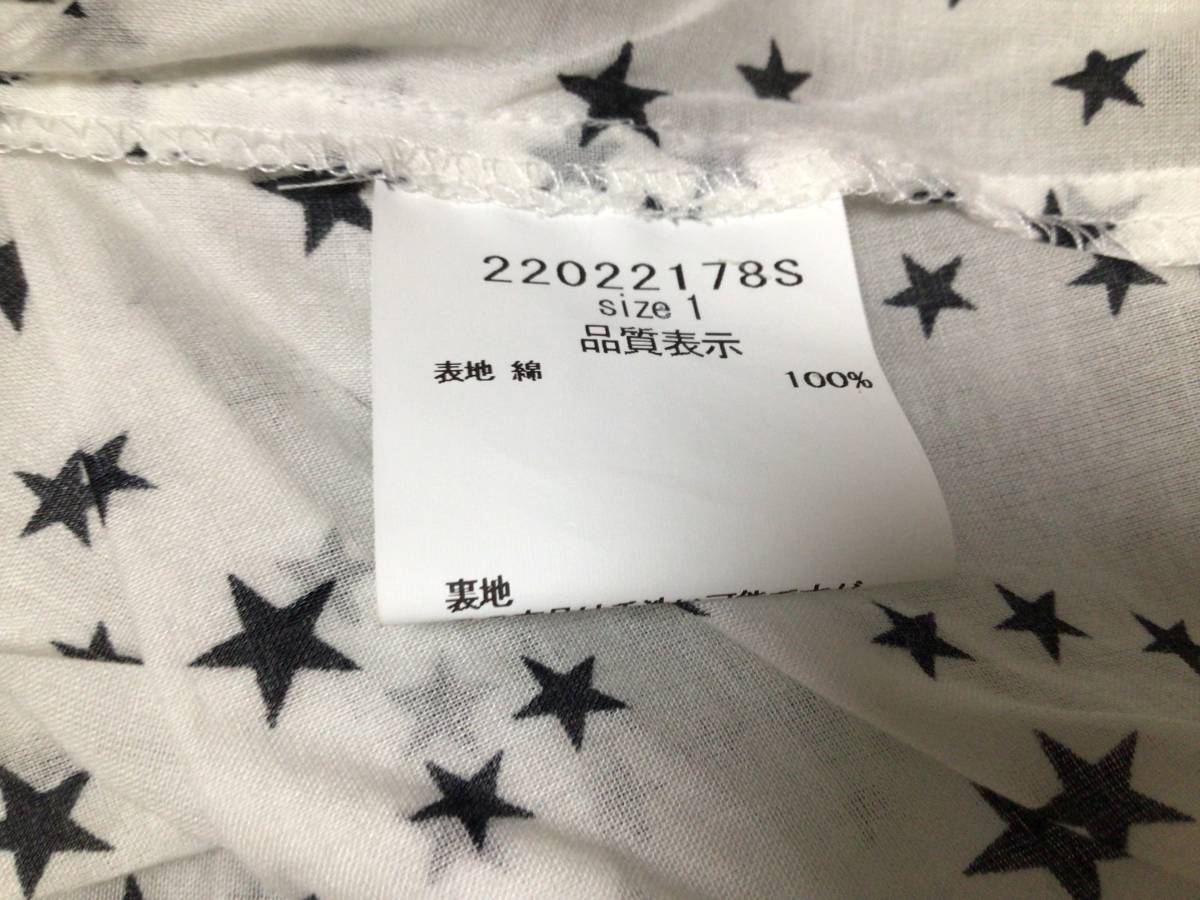 22022178S
size 1
品質表示
表地 綿 100%
裏地